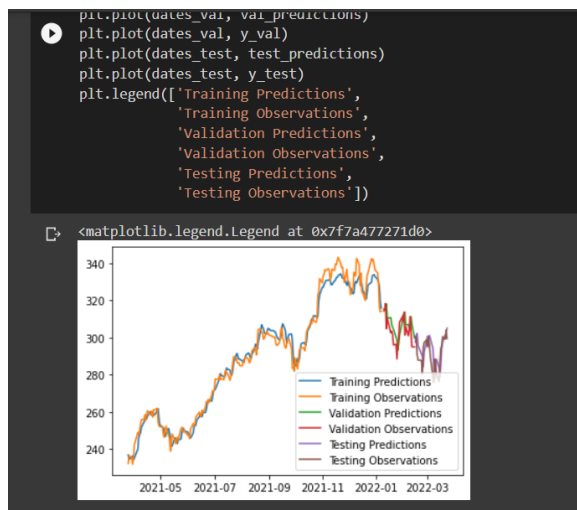 plt.plot(dates_val, val_predictions)
plt.plot(dates_val, y_val)
plt.plot(dates_test, test_predictions)
plt.plot(dates_test, y_test)
plt.legend(['Training Predictions',
'Training Observations',
'Validation Predictions',
'Validation Observations',
'Testing Predictions',
'Testing Observations'])
<matplotlib.legend.Legend at 0x7f7a477271d0>
340
320
300
280
260
240
Training Predictions
Training Observations
Validation Predictions
Validation Observations
Testing Predictions
Testing Observations
2021-05 2021-07 2021-09 2021-11 2022-01 2022-03